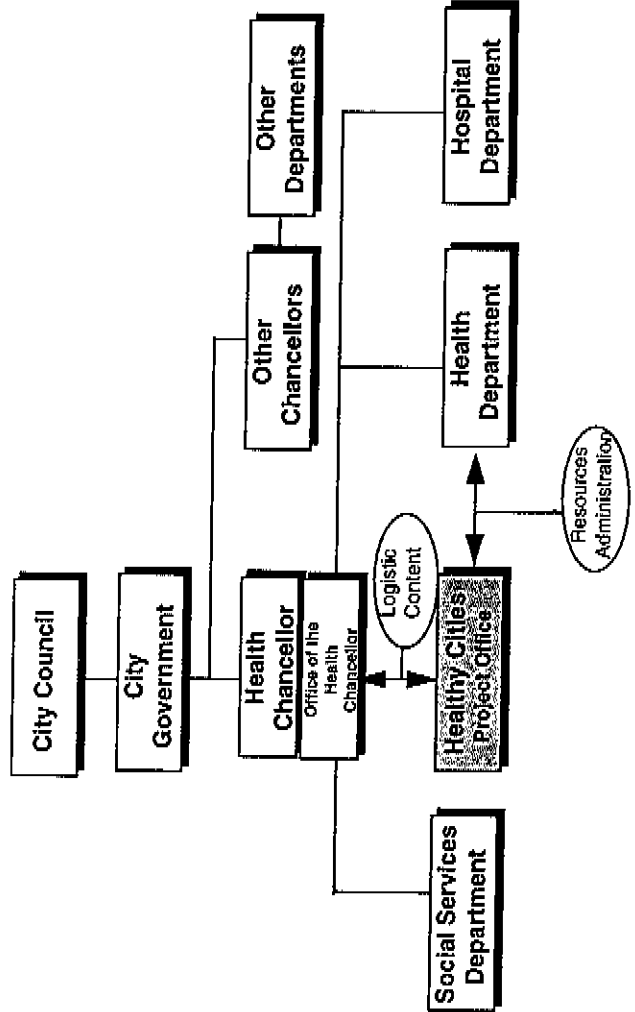 City Council
City
Government
Health
Chancellor
Office of the
Health
Chancellor
Other
Chancellors
Other
Departments
Logistic
Content
Social Services
Department
Healthy Cities
Project Office
Health
Department
Hospital
Department
Resources
Administration